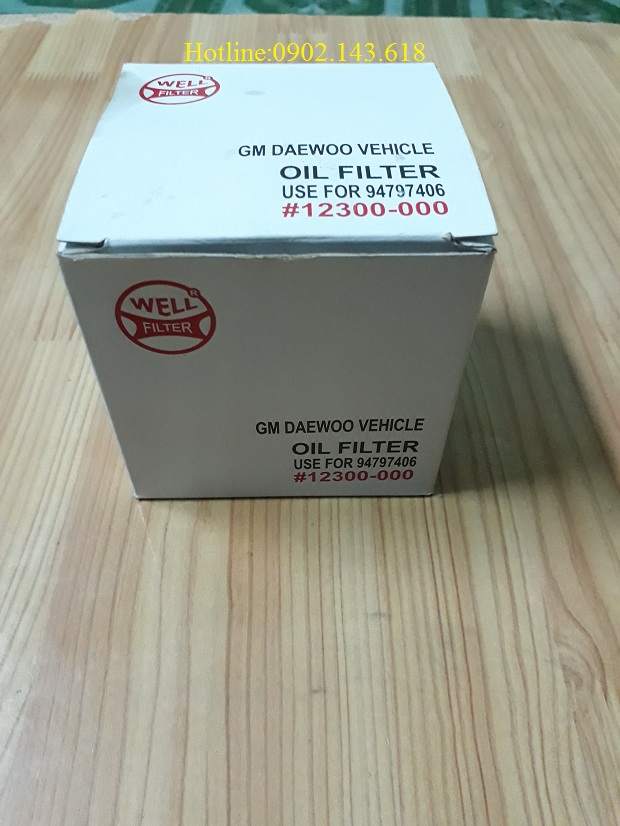 Hotline:0902.143.618
WELL R
FILTER
GM DAEWOO VEHICLE
OIL FILTER
USE FOR 94797406
#12300-000
WELL R
FILTER
GM DAEWOO VEHICLE
OIL FILTER
USE FOR 94797406
#12300-000